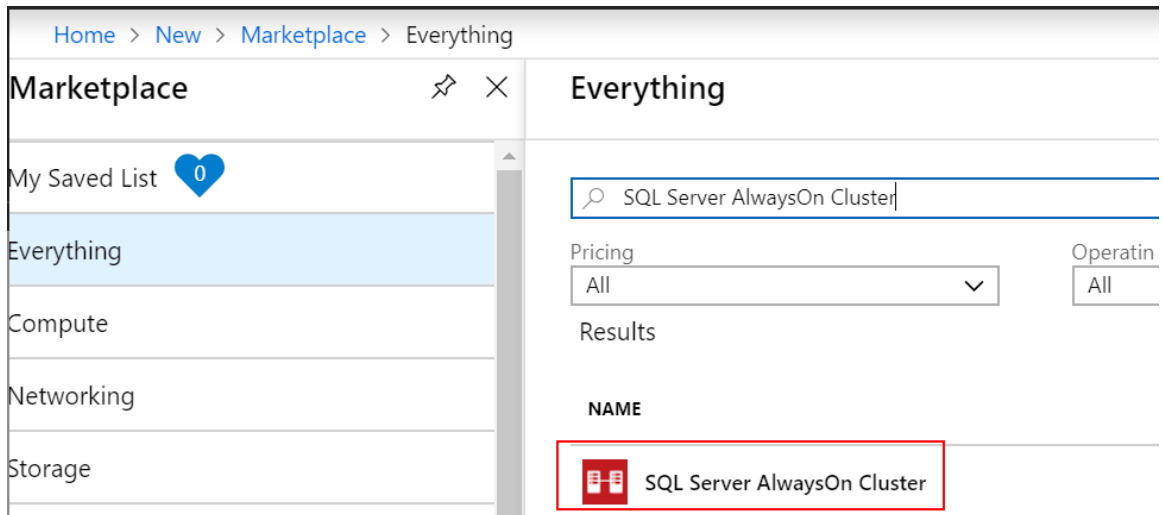 Home > New > Marketplace > Everything
Marketplace
My Saved List 0
Everything
Compute
Networking
Storage
Everything
SQL Server AlwaysOn Cluster
Pricing Operatin
All All
Results
NAME
SQL Server AlwaysOn Cluster